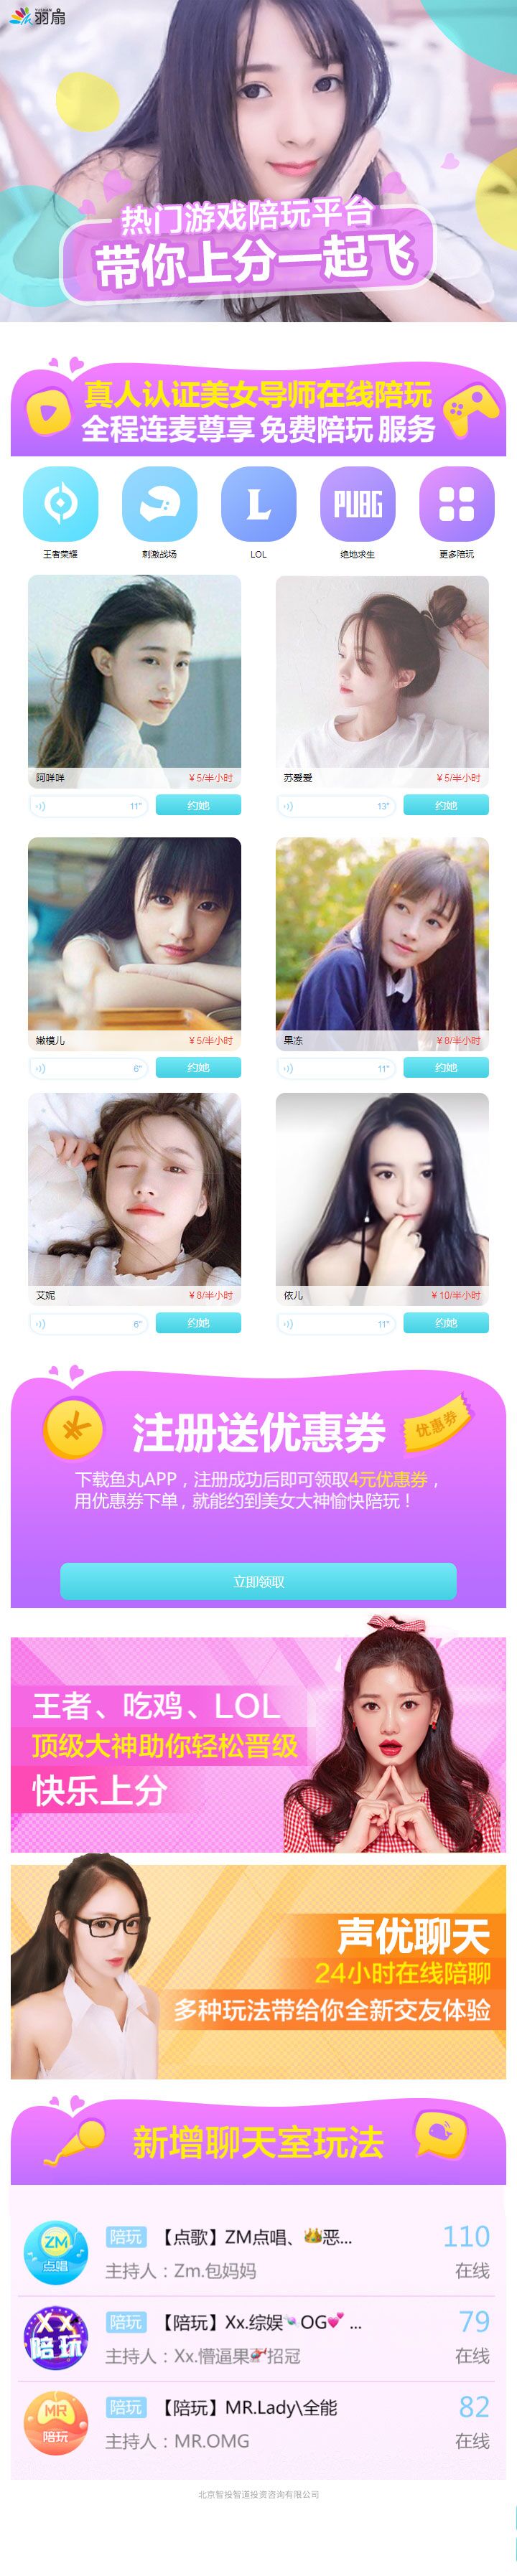 YUSHAN
羽扇
热门游戏陪玩平台
带你上分一起飞
真人认证美女导师在线陪玩
全程连麦尊享 免费陪玩 服务
L
PUBG
王者荣耀
刺激战场
LOL
绝地求生
更多陪玩
阿咩咩
￥5/半小时
苏爱爱
￥5/半小时
11"
约她
13"
约她
嫩模儿
￥5/半小时
果冻
￥8/半小时
6"
约她
11"
约她
艾妮
￥8/半小时
依儿
￥10/半小时
6"
约她
11"
约她
注册送优惠券
优惠券
下载鱼丸APP，注册成功后即可领取4元优惠券，
用优惠券下单，就能约到美女大神愉快陪玩！
立即领取
王者、吃鸡、LOL
顶级大神助你轻松晋级
快乐上分
声优聊天
24小时在线陪聊
多种玩法带给你全新交友体验
新增聊天室玩法
ZM
点唱
陪玩 【点歌】ZM点唱、👑恶...
110
主持人：Zm.包妈妈
在线
Xx
陪玩
陪玩 【陪玩】Xx.综娱🍬OG💕 ...
79
主持人：Xx.懵逼果🏓招冠
在线
MR
陪玩
陪玩 【陪玩】MR.Lady\全能
82
主持人：MR.OMG
在线
北京智投智道投资咨询有限公司